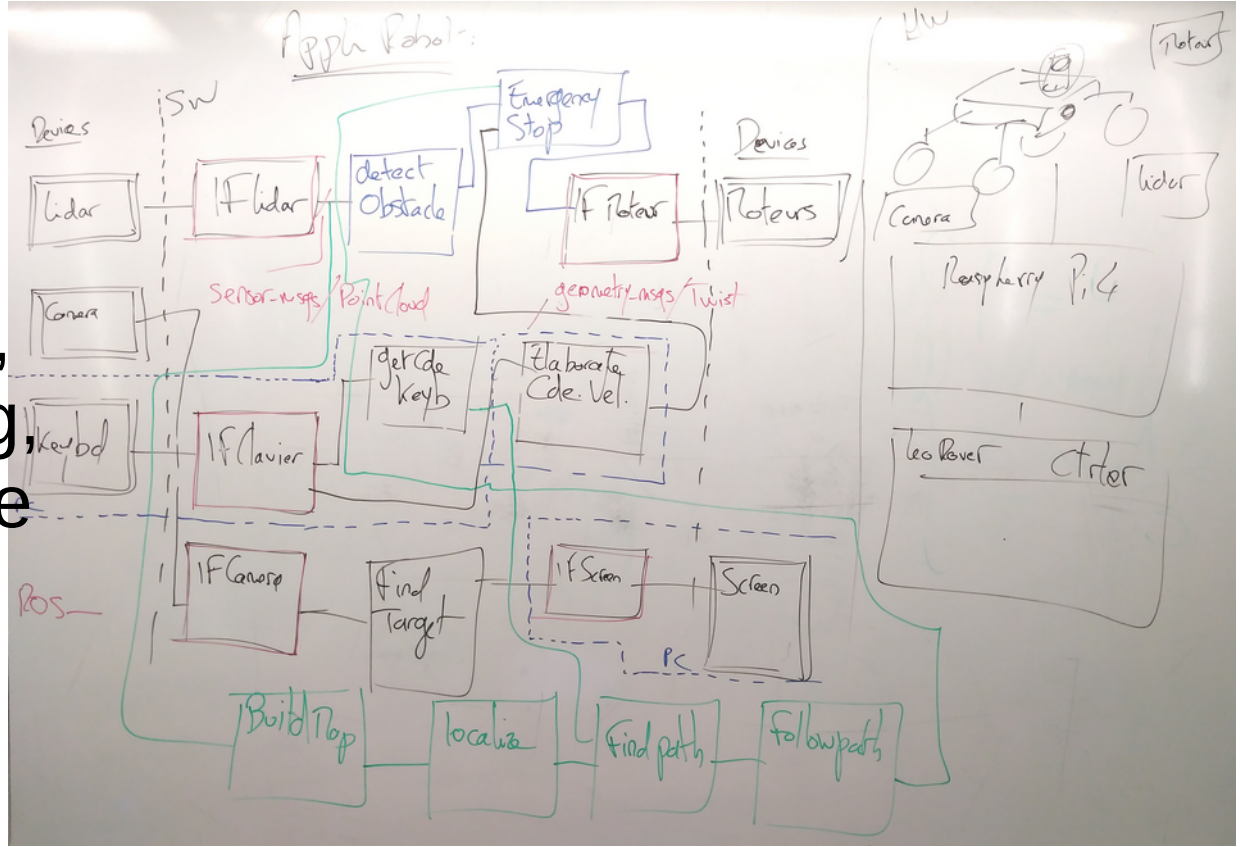 Appli Robot:
HW
Moteurs
SW
Devices
Lidar
IF lidar
detect
Obstacle
Emergency
Stop
IF Moteur
Devices
Moteurs
Camera
lidar
sensor_msgs/PointCloud
geometry_msgs/Twist
Raspberry Pi 4
Camera
getCde
Keyb
Elaborate
Cde. Vel.
g,
e
Keybd
IF Clavier
Leo Rover Ctrler
ROS
IF Camera
Find
Target
IF Screen
Screen
PC
Build Map
localize
Find path
Follow path